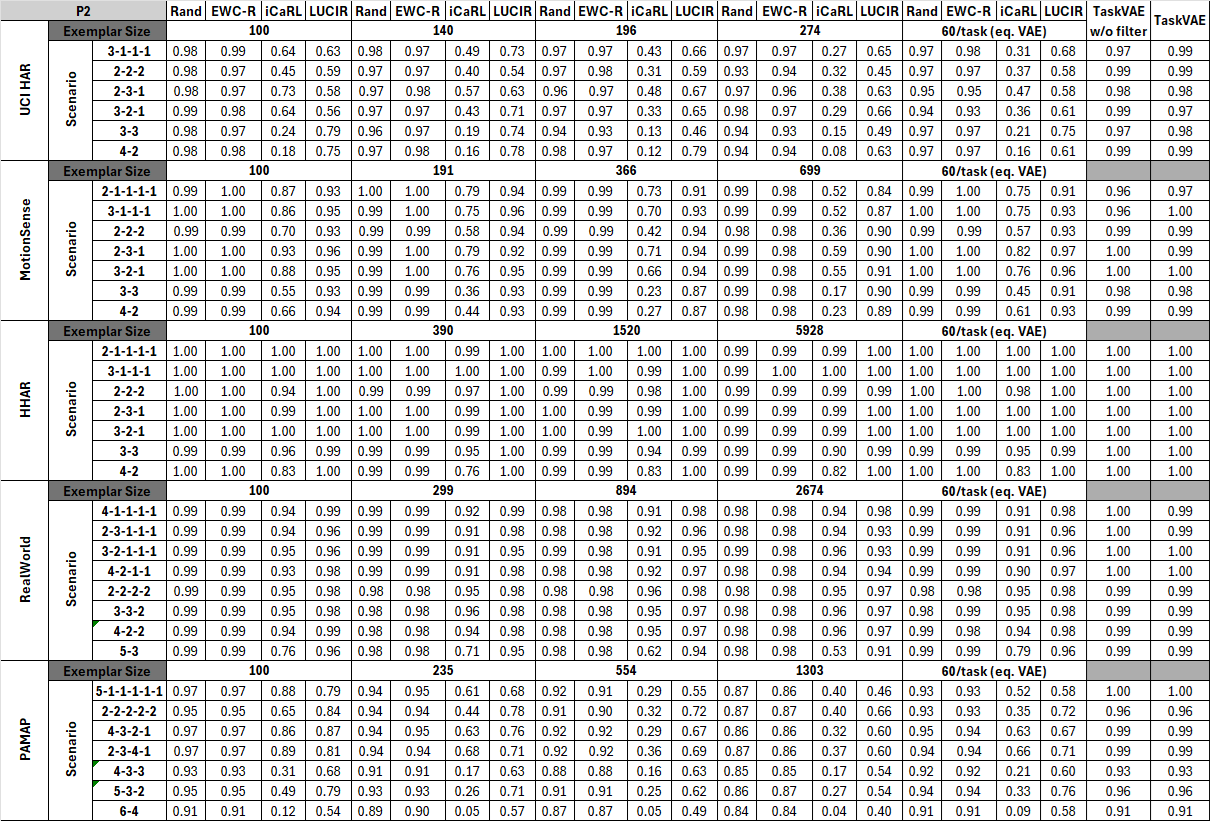 P2 Rand EWC-R iCaRL LUCIR Rand EWC-R iCaRL LUCIR Rand EWC-R iCaRL LUCIR Rand EWC-R iCaRL LUCIR Rand EWC-R iCaRL LUCIR TaskVAE w/o filter TaskVAE
UCI HAR
Exemplar Size 100 140 196 274 60/task (eq. VAE)
Scenario
3-1-1-1 0.98 0.99 0.64 0.63 0.98 0.97 0.49 0.73 0.97 0.97 0.43 0.66 0.97 0.97 0.27 0.65 0.97 0.98 0.31 0.68 0.97 0.99
2-2-2 0.98 0.97 0.45 0.59 0.97 0.97 0.40 0.54 0.97 0.98 0.31 0.59 0.93 0.94 0.32 0.45 0.97 0.97 0.37 0.58 0.99 0.99
2-3-1 0.98 0.97 0.73 0.58 0.97 0.98 0.57 0.63 0.96 0.97 0.48 0.67 0.97 0.96 0.38 0.63 0.95 0.95 0.47 0.58 0.98 0.98
3-2-1 0.99 0.98 0.64 0.56 0.97 0.97 0.43 0.71 0.97 0.97 0.33 0.65 0.98 0.97 0.29 0.66 0.94 0.93 0.36 0.61 0.99 0.97
3-3 0.98 0.97 0.24 0.79 0.96 0.97 0.19 0.74 0.94 0.93 0.13 0.46 0.94 0.93 0.15 0.49 0.97 0.97 0.21 0.75 0.97 0.98
4-2 0.98 0.98 0.18 0.75 0.97 0.98 0.16 0.78 0.98 0.97 0.12 0.79 0.94 0.94 0.08 0.63 0.97 0.97 0.16 0.61 0.99 0.99
MotionSense
Exemplar Size 100 191 366 699 60/task (eq. VAE)
Scenario
2-1-1-1-1 0.99 1.00 0.87 0.93 1.00 1.00 0.79 0.94 0.99 0.99 0.73 0.91 0.99 0.98 0.52 0.84 0.99 1.00 0.75 0.91 0.96 0.97
3-1-1-1 1.00 1.00 0.86 0.95 0.99 1.00 0.75 0.96 0.99 0.99 0.70 0.93 0.99 0.99 0.52 0.87 1.00 1.00 0.75 0.93 0.96 1.00
2-2-2 0.99 0.99 0.70 0.93 0.99 0.99 0.58 0.94 0.99 0.99 0.42 0.94 0.98 0.98 0.36 0.90 0.99 0.99 0.57 0.93 0.99 0.99
2-3-1 1.00 1.00 0.93 0.96 0.99 1.00 0.79 0.92 0.99 0.99 0.71 0.94 0.99 0.98 0.59 0.90 1.00 1.00 0.82 0.97 1.00 0.99
3-2-1 1.00 1.00 0.88 0.95 0.99 1.00 0.76 0.95 0.99 0.99 0.66 0.94 0.99 0.98 0.55 0.91 1.00 1.00 0.76 0.96 1.00 1.00
3-3 0.99 0.99 0.55 0.93 0.99 0.99 0.36 0.93 0.99 0.99 0.23 0.87 0.99 0.98 0.17 0.90 0.99 0.99 0.45 0.91 0.98 0.98
4-2 0.99 0.99 0.66 0.94 0.99 0.99 0.44 0.93 0.99 0.99 0.27 0.87 0.98 0.98 0.23 0.89 0.99 0.99 0.61 0.93 0.99 0.99
HHAR
Exemplar Size 100 390 1520 5928 60/task (eq. VAE)
Scenario
2-1-1-1-1 1.00 1.00 1.00 1.00 1.00 1.00 0.99 1.00 1.00 1.00 1.00 1.00 0.99 0.99 0.99 1.00 1.00 1.00 1.00 1.00 1.00 1.00
3-1-1-1 1.00 1.00 1.00 1.00 1.00 1.00 1.00 1.00 0.99 1.00 0.99 1.00 0.99 1.00 1.00 1.00 1.00 1.00 1.00 1.00 1.00 1.00
2-2-2 1.00 1.00 0.94 1.00 0.99 0.99 0.97 1.00 0.99 0.99 0.98 1.00 0.99 0.99 0.99 0.99 1.00 1.00 0.98 1.00 1.00 1.00
2-3-1 1.00 1.00 0.99 1.00 1.00 1.00 0.99 1.00 1.00 0.99 0.99 1.00 0.99 0.99 0.99 1.00 1.00 1.00 1.00 1.00 1.00 1.00
3-2-1 1.00 1.00 1.00 1.00 1.00 1.00 0.99 1.00 1.00 0.99 1.00 1.00 0.99 0.99 0.99 1.00 1.00 1.00 1.00 1.00 1.00 1.00
3-3 0.99 0.99 0.96 0.99 0.99 0.99 0.95 1.00 0.99 0.99 0.94 0.99 0.99 0.99 0.90 0.99 0.99 0.99 0.95 0.99 1.00 1.00
4-2 1.00 1.00 0.83 1.00 0.99 0.99 0.76 1.00 0.99 0.99 0.83 1.00 0.99 0.99 0.82 1.00 1.00 1.00 0.83 1.00 1.00 1.00
RealWorld
Exemplar Size 100 299 894 2674 60/task (eq. VAE)
Scenario
4-1-1-1-1 0.99 0.99 0.94 0.99 0.99 0.99 0.92 0.99 0.98 0.98 0.91 0.98 0.98 0.98 0.94 0.98 0.99 0.99 0.91 0.98 1.00 0.99
2-3-1-1-1 0.99 0.99 0.94 0.96 0.99 0.99 0.91 0.98 0.98 0.98 0.92 0.96 0.98 0.98 0.94 0.93 0.99 0.99 0.91 0.96 1.00 0.99
3-2-1-1-1 0.99 0.99 0.95 0.96 0.99 0.99 0.91 0.95 0.99 0.98 0.91 0.95 0.99 0.98 0.96 0.93 0.99 0.99 0.91 0.96 1.00 1.00
4-2-1-1 0.99 0.99 0.93 0.98 0.99 0.99 0.91 0.98 0.98 0.98 0.92 0.97 0.98 0.98 0.94 0.94 0.99 0.99 0.90 0.97 1.00 1.00
2-2-2-2 0.99 0.99 0.95 0.98 0.98 0.98 0.95 0.98 0.98 0.98 0.96 0.98 0.98 0.98 0.95 0.97 0.98 0.98 0.95 0.98 0.99 0.99
3-3-2 0.99 0.99 0.95 0.98 0.98 0.98 0.96 0.98 0.98 0.98 0.95 0.97 0.98 0.98 0.96 0.97 0.98 0.99 0.95 0.98 0.99 0.99
4-2-2 0.99 0.99 0.94 0.99 0.98 0.98 0.94 0.98 0.98 0.98 0.95 0.97 0.98 0.98 0.96 0.97 0.99 0.98 0.94 0.98 0.99 0.99
5-3 0.99 0.99 0.76 0.96 0.98 0.98 0.71 0.95 0.98 0.98 0.62 0.94 0.98 0.98 0.53 0.91 0.99 0.99 0.79 0.96 0.99 0.99
PAMAP
Exemplar Size 100 235 554 1303 60/task (eq. VAE)
Scenario
5-1-1-1-1-1 0.97 0.97 0.88 0.79 0.94 0.95 0.61 0.68 0.92 0.91 0.29 0.55 0.87 0.86 0.40 0.46 0.93 0.93 0.52 0.58 1.00 1.00
2-2-2-2-2 0.95 0.95 0.65 0.84 0.94 0.94 0.44 0.78 0.91 0.90 0.32 0.72 0.87 0.87 0.40 0.66 0.93 0.93 0.35 0.72 0.96 0.96
4-3-2-1 0.97 0.97 0.86 0.87 0.94 0.95 0.63 0.76 0.92 0.92 0.29 0.67 0.86 0.86 0.32 0.60 0.95 0.94 0.63 0.67 0.99 0.99
2-3-4-1 0.97 0.97 0.89 0.81 0.94 0.94 0.68 0.71 0.92 0.92 0.36 0.69 0.87 0.86 0.37 0.60 0.94 0.94 0.66 0.71 0.99 0.99
4-3-3 0.93 0.93 0.31 0.68 0.91 0.91 0.17 0.63 0.88 0.88 0.16 0.63 0.85 0.85 0.17 0.54 0.92 0.92 0.21 0.60 0.93 0.93
5-3-2 0.95 0.95 0.49 0.79 0.93 0.93 0.26 0.71 0.91 0.91 0.25 0.62 0.86 0.87 0.27 0.54 0.94 0.94 0.33 0.76 0.96 0.96
6-4 0.91 0.91 0.12 0.54 0.89 0.90 0.05 0.57 0.87 0.87 0.05 0.49 0.84 0.84 0.04 0.40 0.91 0.91 0.09 0.58 0.91 0.91